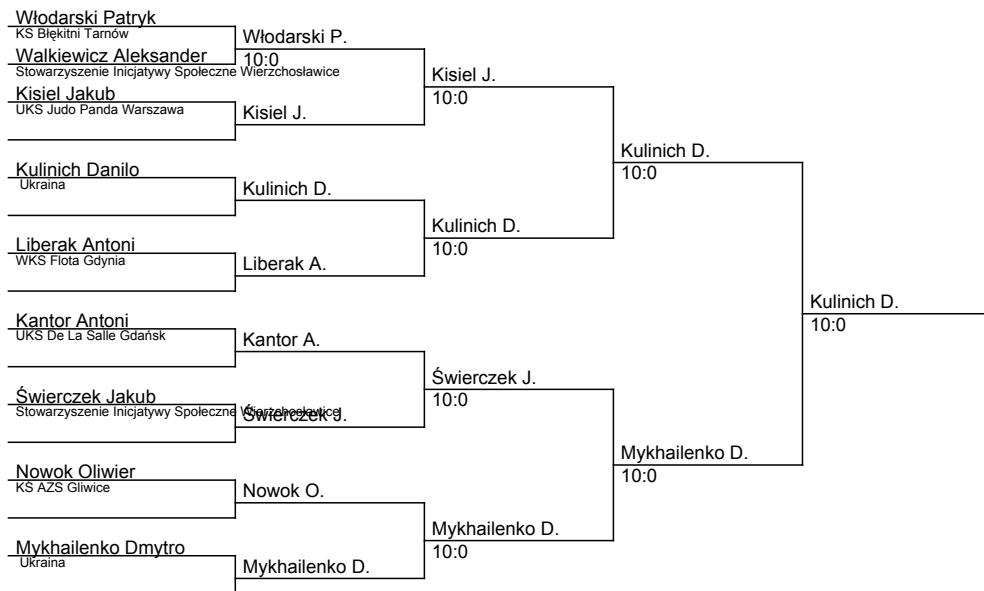 Włodarski Patryk
KS Błękitni Tarnów
Włodarski P.
10:0
Walkiewicz Aleksander
Stowarzyszenie Inicjatywy Społeczne Wierzchosławice
Kisiel J.
10:0
Kisiel Jakub
UKS Judo Panda Warszawa
Kisiel J.
Kulinich D.
10:0
Kulinich Danilo
Ukraina
Kulinich D.
Kulinich D.
10:0
Liberak Antoni
WKS Flota Gdynia
Liberak A.
Kulinich D.
10:0
Kantor Antoni
UKS De La Salle Gdańsk
Kantor A.
Świerczek J.
10:0
Świerczek Jakub
Stowarzyszenie Inicjatywy Społeczne Wierzchosławice
Świerczek J.
Mykhailenko D.
10:0
Nowok Oliwier
KŚ AZS Gliwice
Nowok O.
Mykhailenko D.
10:0
Mykhailenko Dmytro
Ukraina
Mykhailenko D.